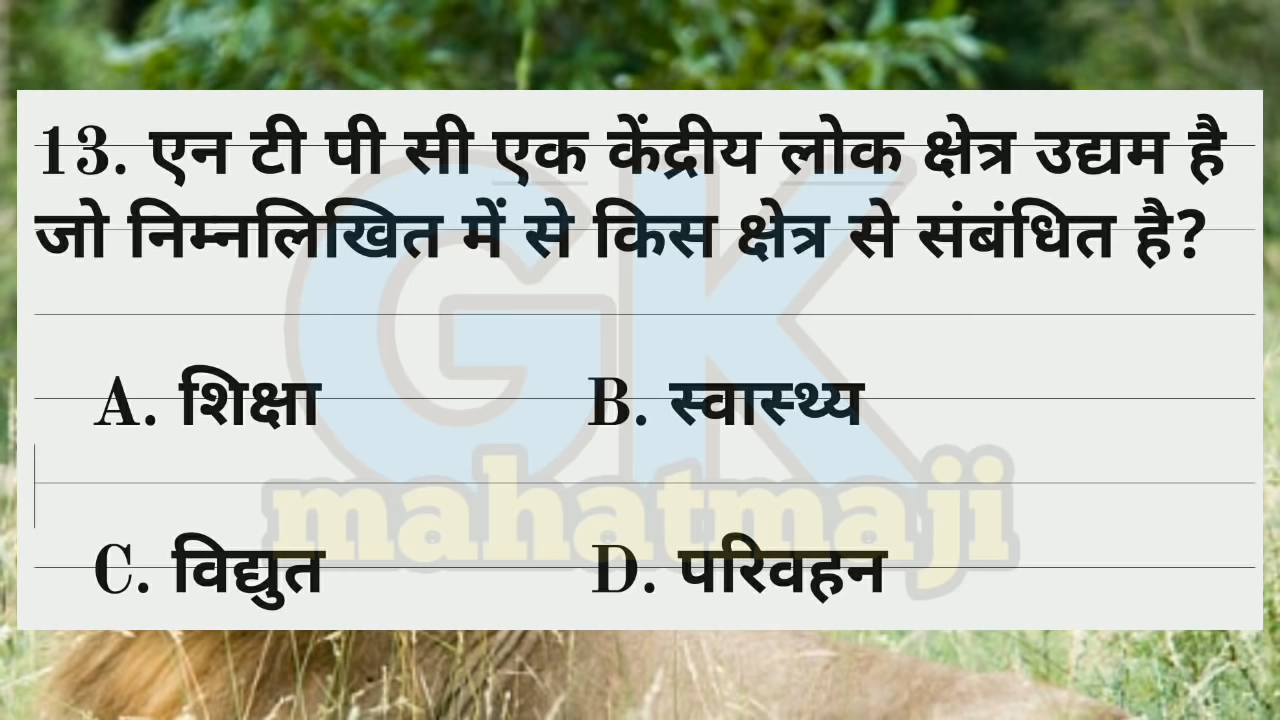 13. एन टी पी सी एक केंद्रीय लोक क्षेत्र उद्यम है
जो निम्नलिखित में से किस क्षेत्र से संबंधित है?
A. शिक्षा B. स्वास्थ्य
C. विद्युत D. परिवहन
GK
mahatmaji